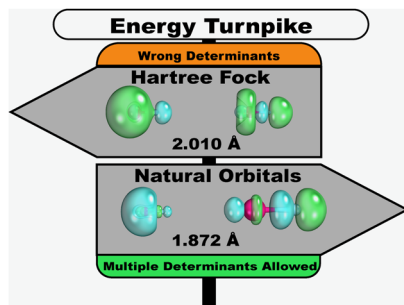 Energy Turnpike
Wrong Determinants
Hartree Fock
2.010 Å
Natural Orbitals
1.872 Å
Multiple Determinants Allowed